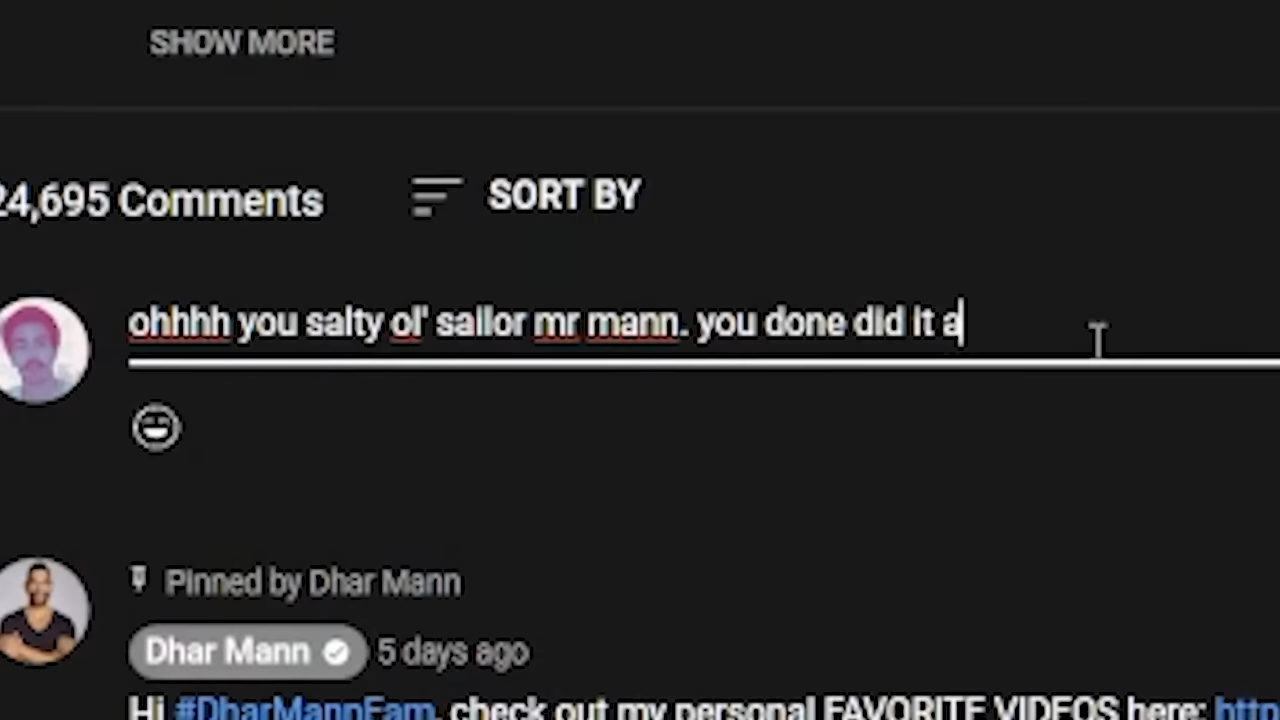 SHOW MORE
24,695 Comments SORT BY
ohhhh you salty ol' sailor mr mann. you done did it a
Pinned by Dhar Mann
Dhar Mann 5 days ago
Hi #DharMannFam, check out my personal FAVORITE VIDEOS here: http